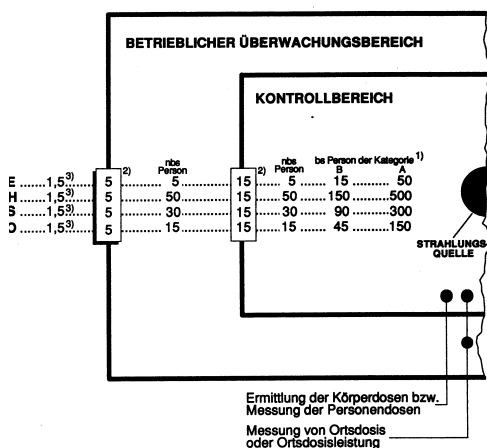 BETRIEBLICHER ÜBERWACHUNGSBEREICH
KONTROLLBEREICH
nbs Person
nbs Person
bs Person der Kategorie 1)
B A
E ......1,5 3) ........ 5 2) ...... 5 ............ 15 2) ...... 5 ...... 15 ...... 50
H ......1,5 3) ........ 5 ...... 50 ............ 15 ...... 50 ...... 150 ...... 500
S ......1,5 3) ........ 5 ...... 30 ............ 15 ...... 30 ...... 90 ...... 300
O ......1,5 3) ........ 5 ...... 15 ............ 15 ...... 15 ...... 45 ...... 150
STRAHLUNGS-
QUELLE
Ermittlung der Körperdosen bzw.
Messung der Personendosen
Messung von Ortsdosis
oder Ortsdosisleistung